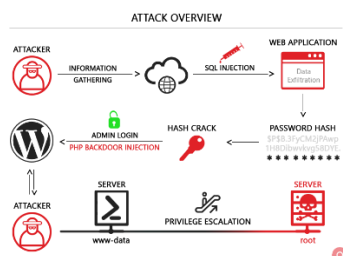 ATTACK OVERVIEW
ATTACKER
INFORMATION
GATHERING
SQL INJECTION
WEB APPLICATION
Data
Exfiltration
ADMIN LOGIN
PHP BACKDOOR INJECTION
HASH CRACK
PASSWORD HASH
*********
ATTACKER
SERVER
www-data
PRIVILEGE ESCALATION
SERVER
root